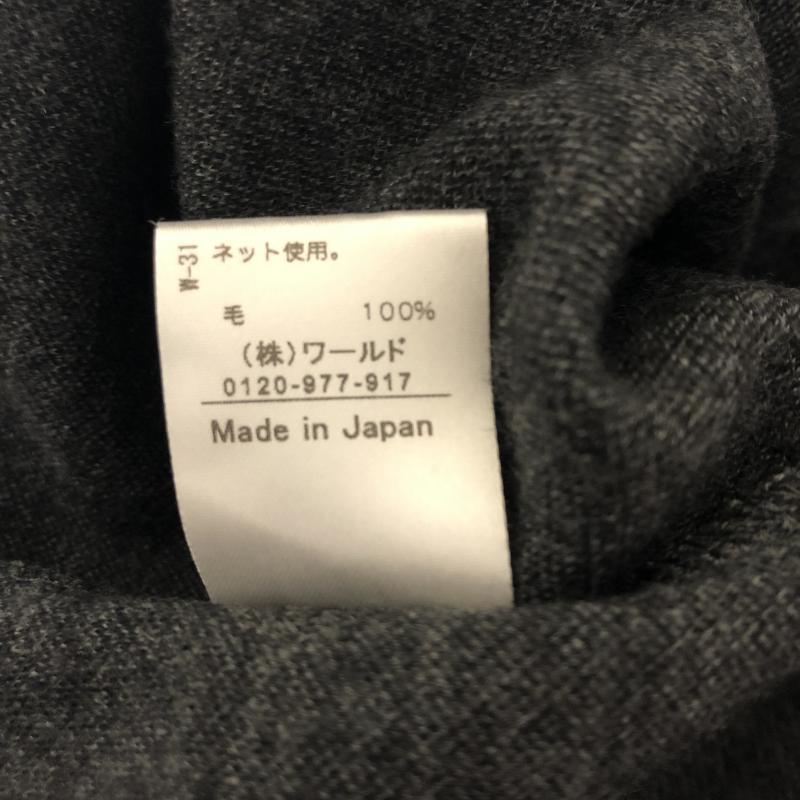 W-31
ネット使用。
毛 100%
(株)ワールド
0120-977-917
Made in Japan